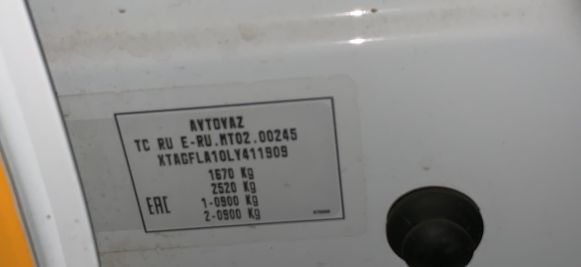 AVTOVAZ
TC RU E-RU.MT02.00245
XTAGFLA10LY411909
1670 Kg
2520 Kg
EAC 1-0900 Kg
2-0900 Kg